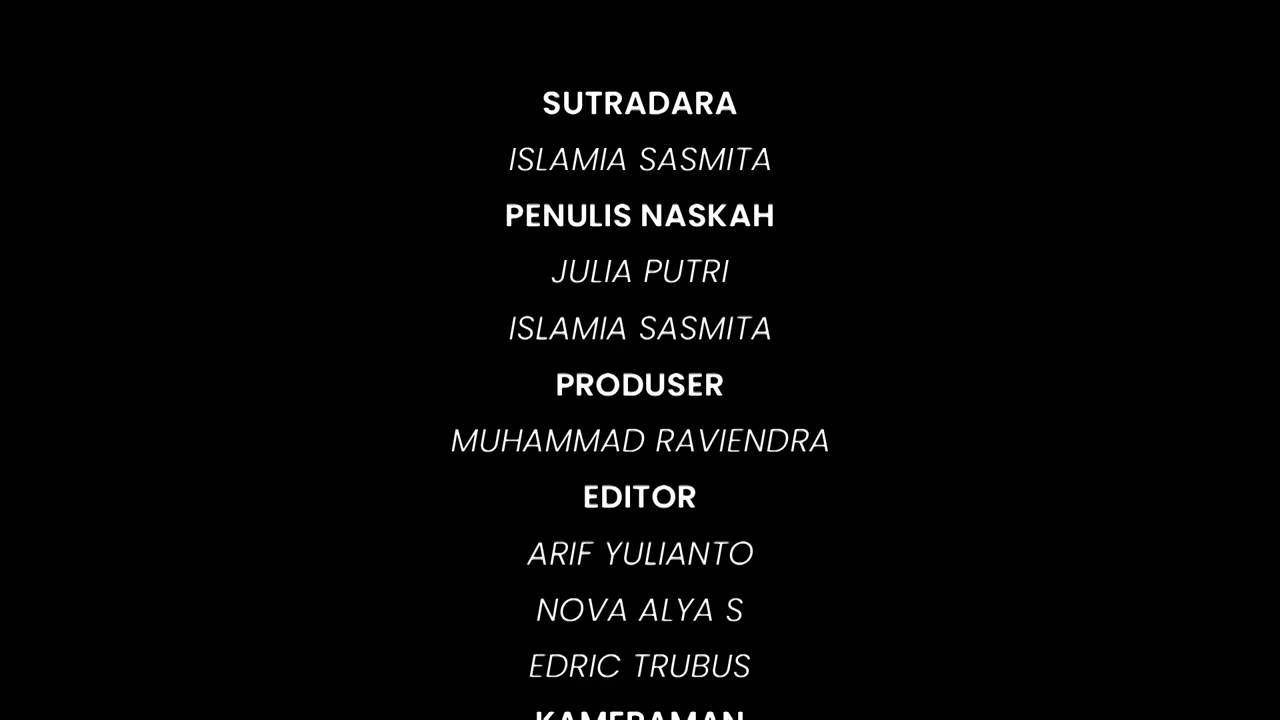 SUTRADARA
ISLAMIA SASMITA
PENULIS NASKAH
JULIA PUTRI
ISLAMIA SASMITA
PRODUSER
MUHAMMAD RAVIENDRA
EDITOR
ARIF YULIANTO
NOVA ALYA S
EDRIC TRUBUS
KAMERAMAN